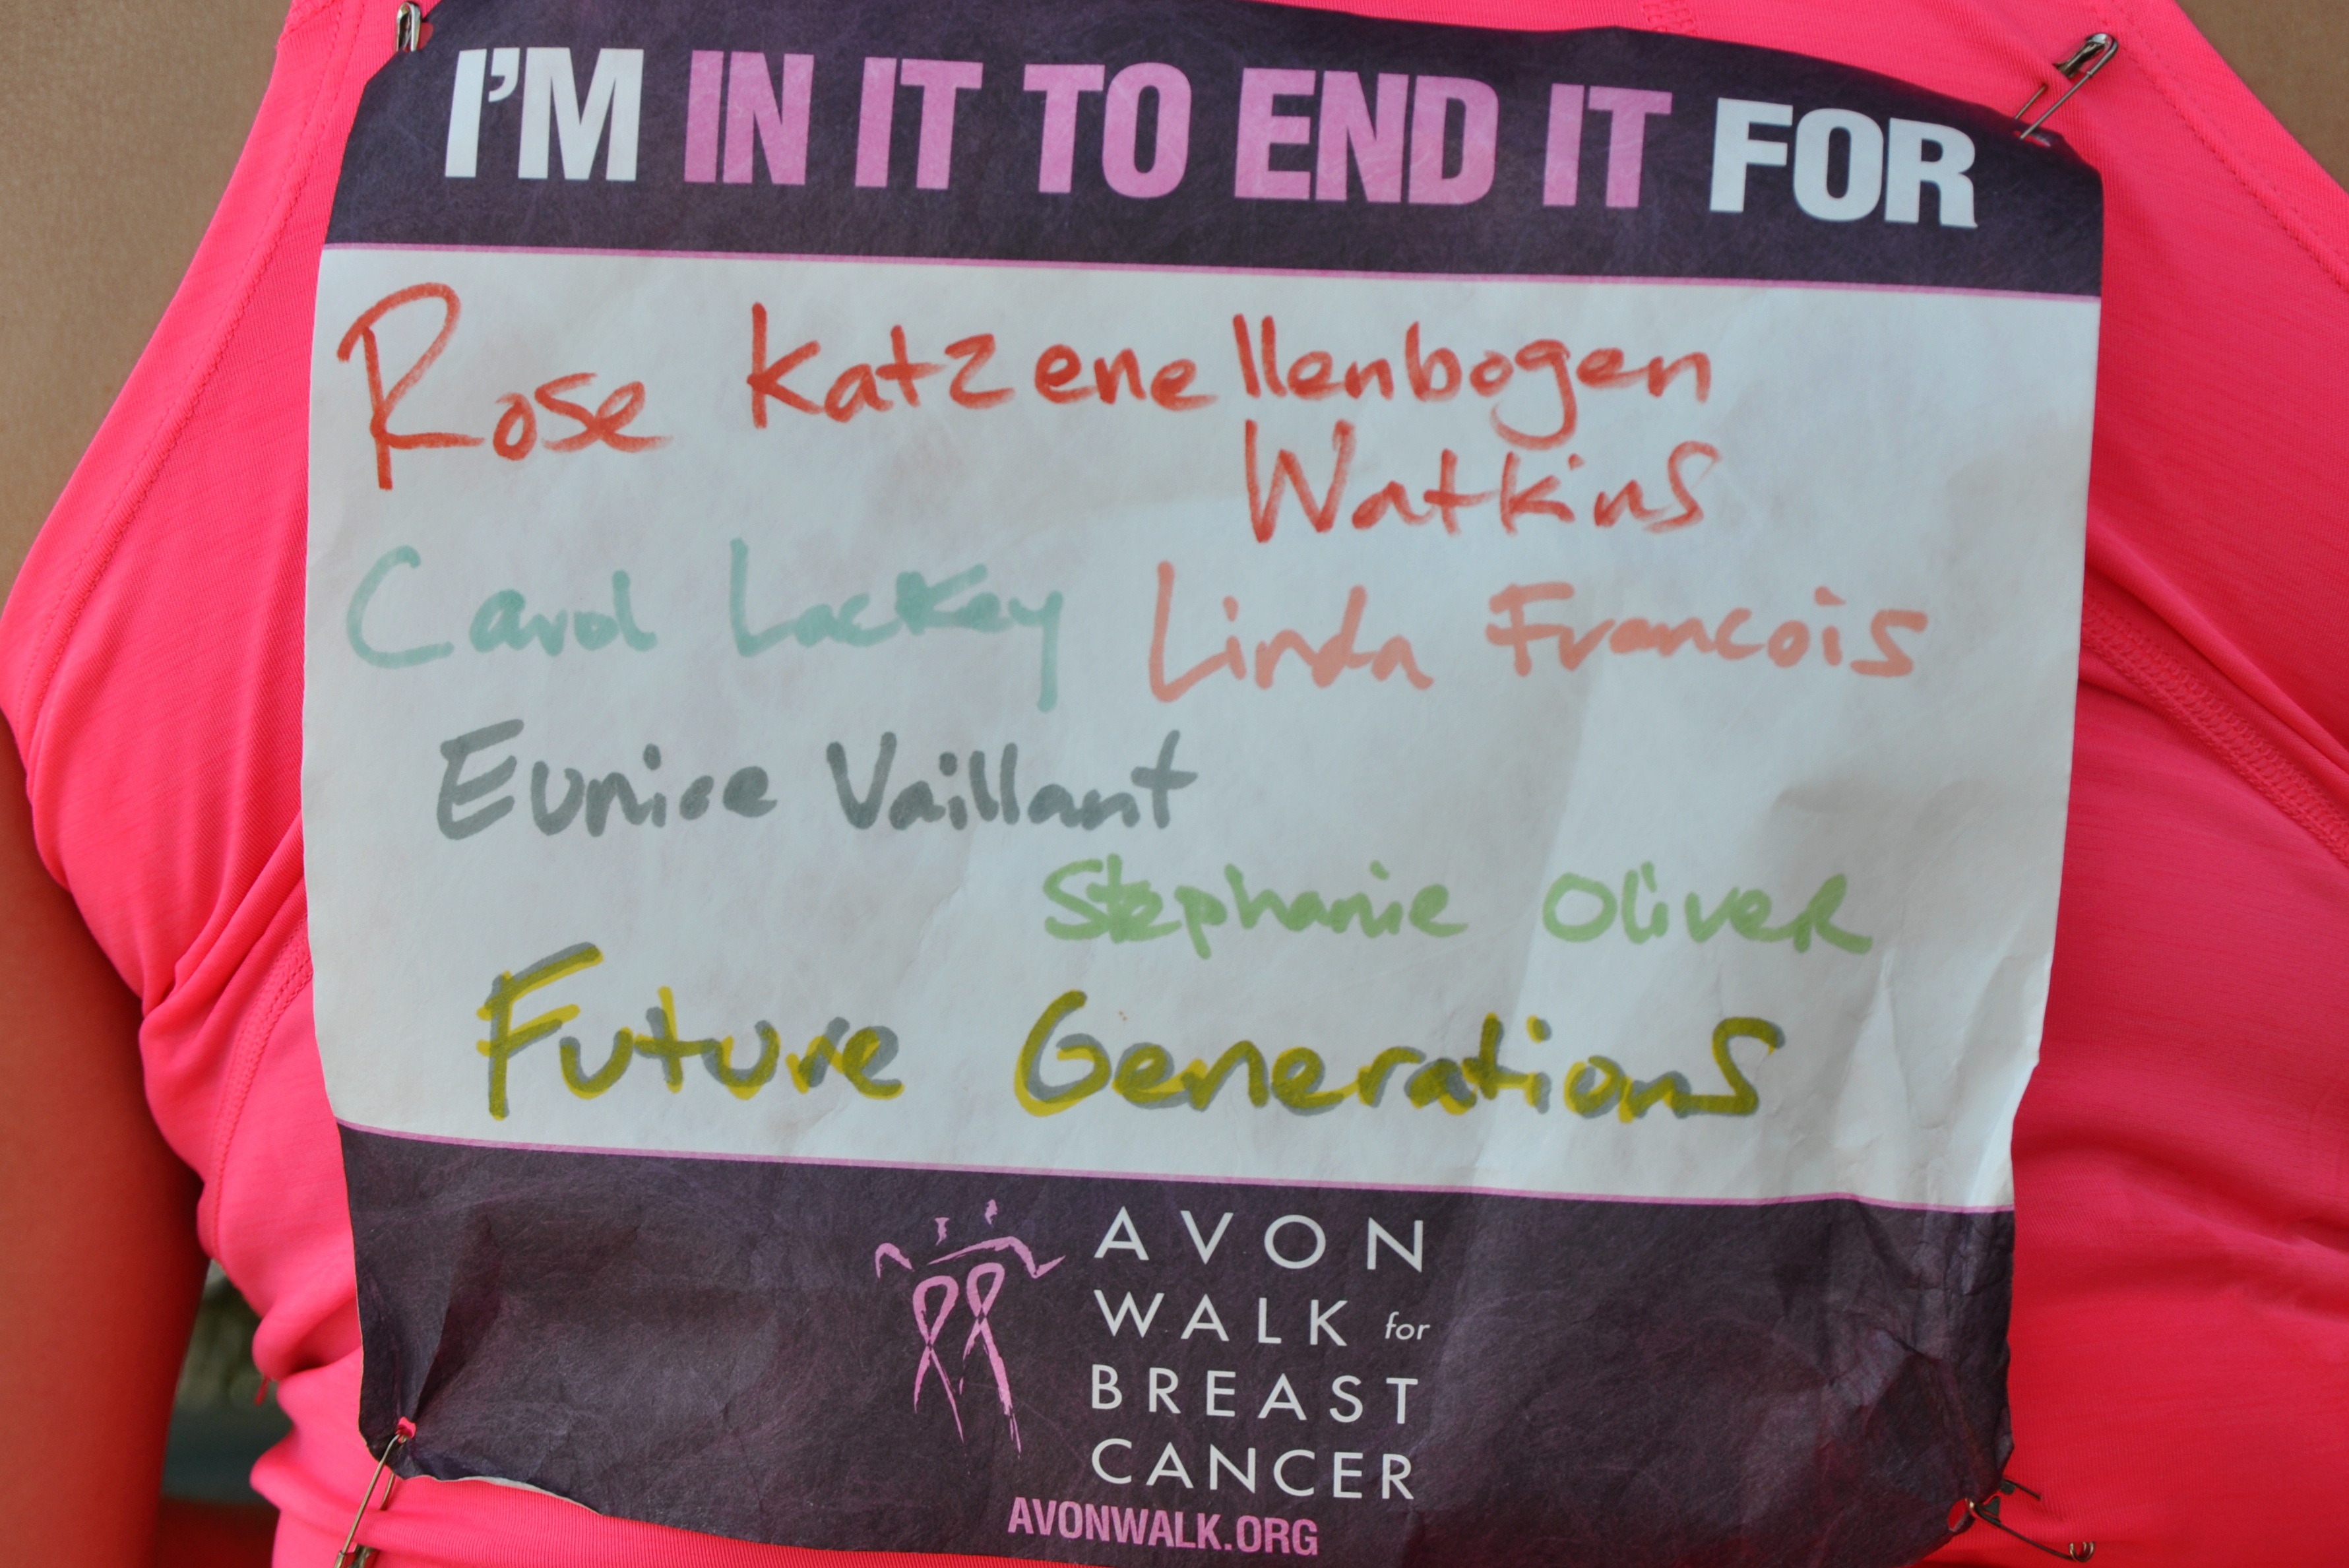 I'M IN IT TO END IT FOR
Rose Katzenellenbogen
Watkins
Carol Lackey Linda Francois
Eunice Vaillant
Stephanie Oliver
Future Generations
AVON
WALK for
BREAST
CANCER
AVONWALK.ORG